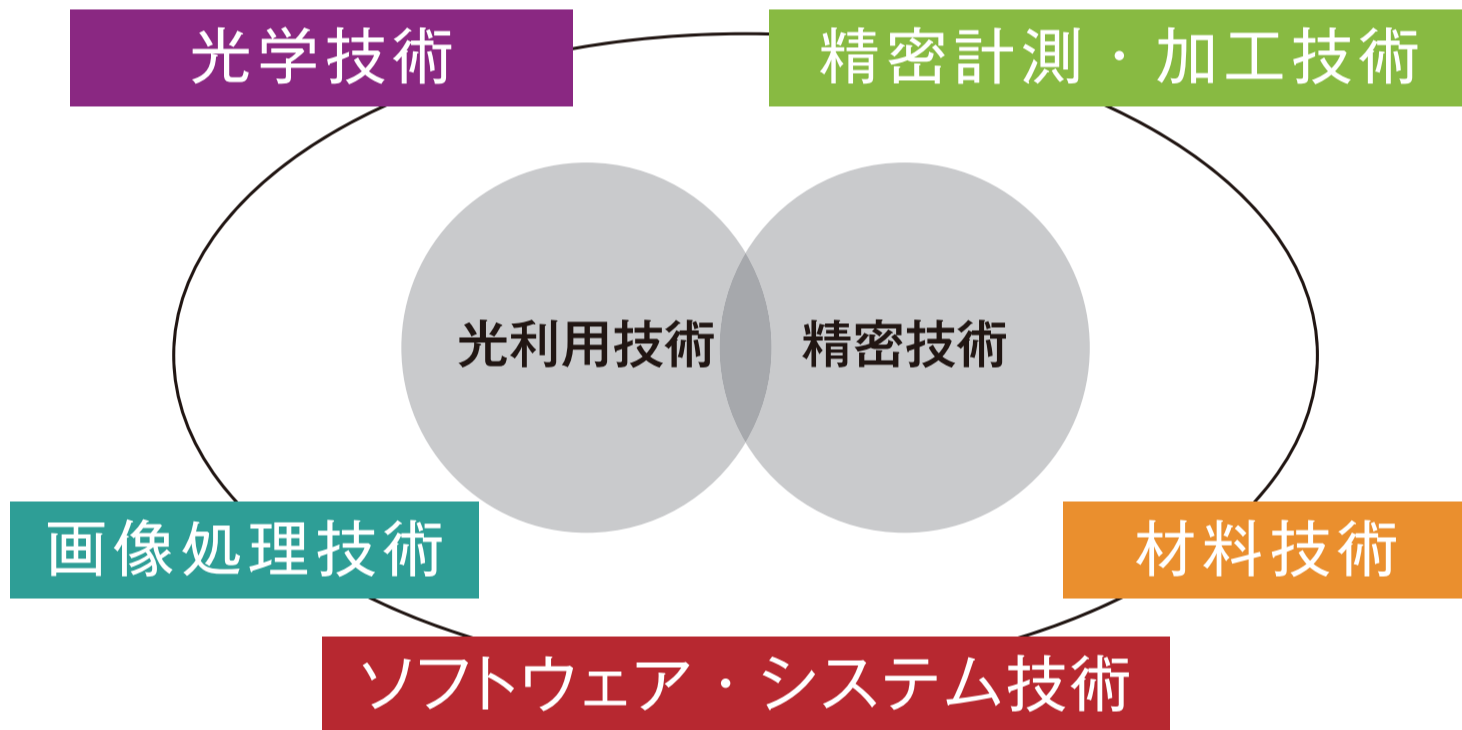 光学技術
精密計測・加工技術
光利用技術
精密技術
画像処理技術
材料技術
ソフトウェア・システム技術